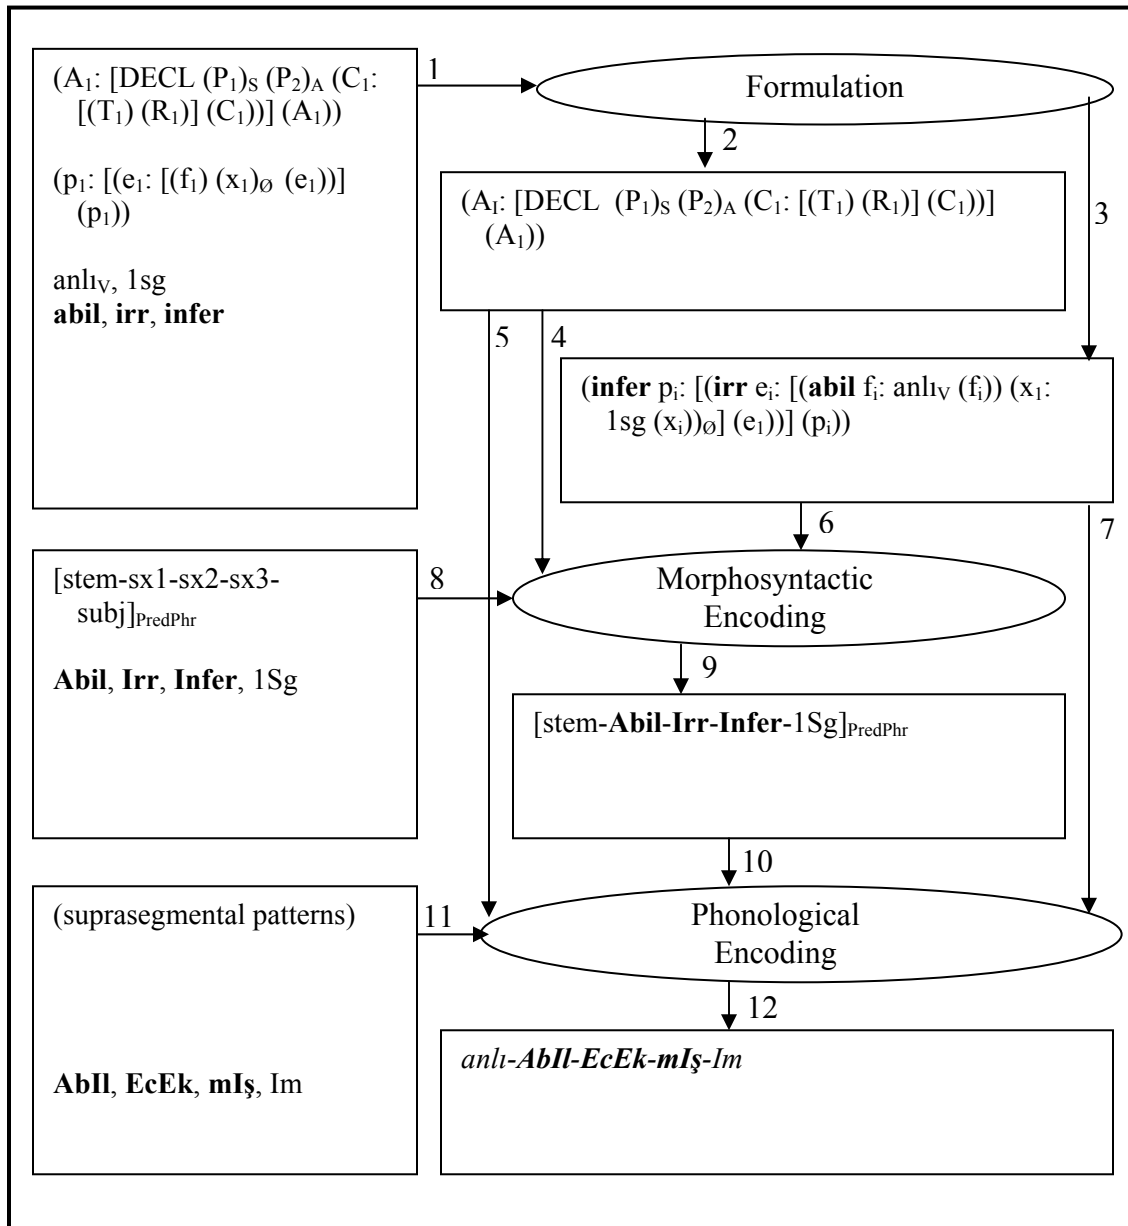 (A₁: [DECL (P₁)S (P₂)A (C₁:
[(T₁) (R₁)] (C₁))] (A₁))
(p₁: [(e₁: [(f₁) (x₁)Ø (e₁))]
(p₁))
anlıV, 1sg
abil, irr, infer
1
Formulation
2
3
(AI: [DECL (P₁)S (P₂)A (C₁: [(T₁) (R₁)] (C₁))]
(A₁))
5
4
(infer pᵢ: [(irr eᵢ: [(abil fᵢ: anlıV (fᵢ)) (x₁:
1sg (xᵢ))Ø] (e₁))] (pᵢ))
6
7
[stem-sx1-sx2-sx3-
subj]PredPhr
Abil, Irr, Infer, 1Sg
8
Morphosyntactic
Encoding
9
[stem-Abil-Irr-Infer-1Sg]PredPhr
10
(suprasegmental patterns)
AbIl, EcEk, mIş, Im
11
Phonological
Encoding
12
anlı-AbIl-EcEk-mIş-Im